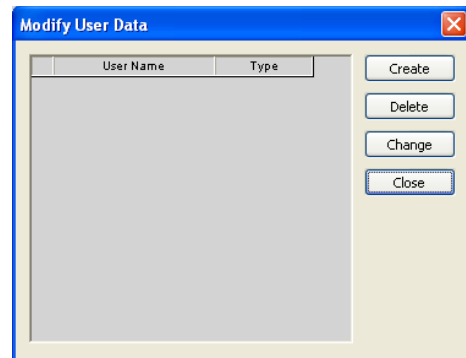 Modify User Data
User Name Type
Create
Delete
Change
Close